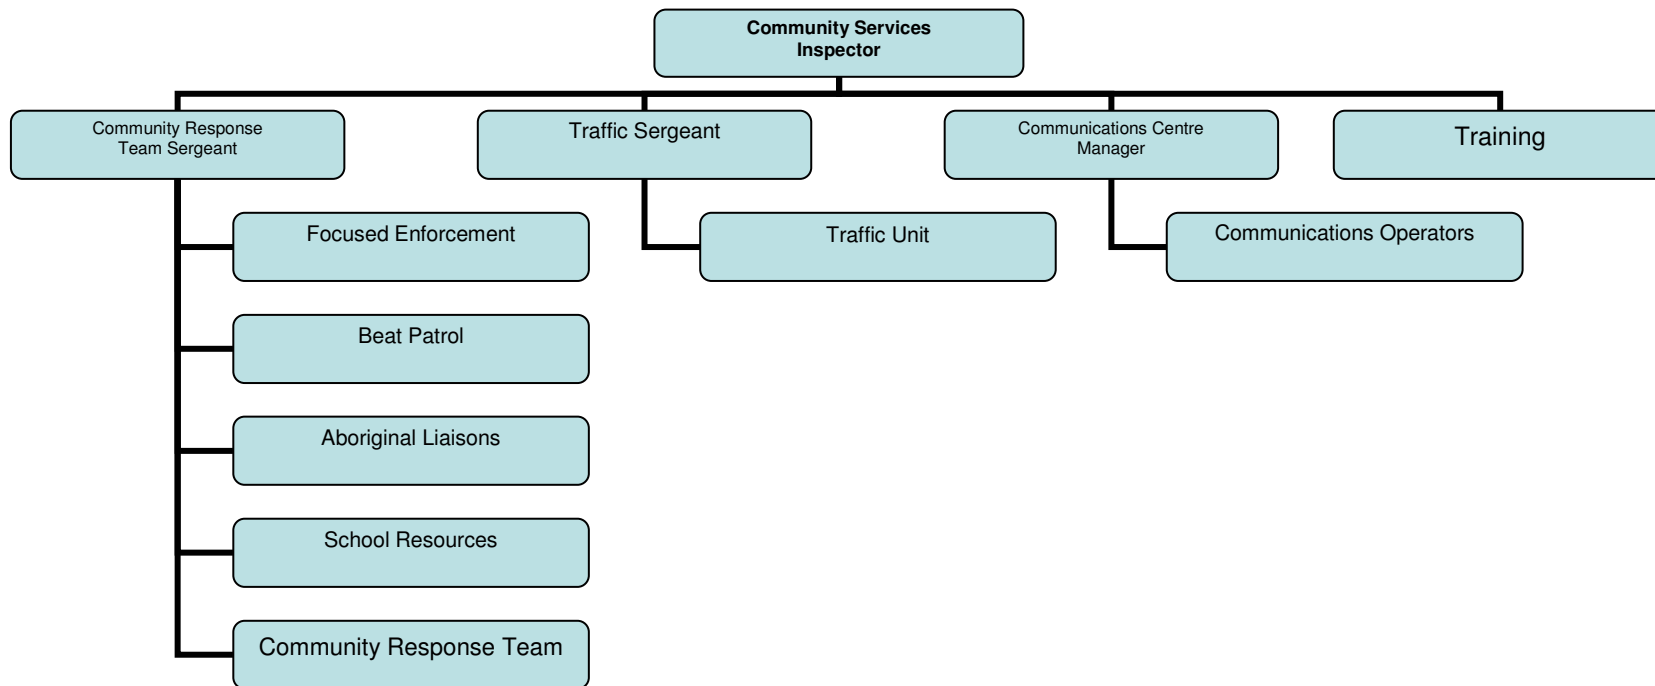 Community Services
Inspector
Community Response
Team Sergeant
Traffic Sergeant
Communications Centre
Manager
Training
Focused Enforcement
Traffic Unit
Communications Operators
Beat Patrol
Aboriginal Liaisons
School Resources
Community Response Team